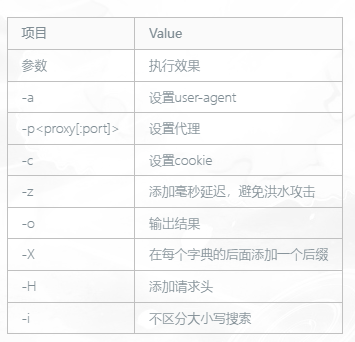 项目 Value
参数 执行效果
-a 设置user-agent
-p<proxy[:port]> 设置代理
-c 设置cookie
-z 添加毫秒延迟，避免洪水攻击
-o 输出结果
-X 在每个字典的后面添加一个后缀
-H 添加请求头
-i 不区分大小写搜索